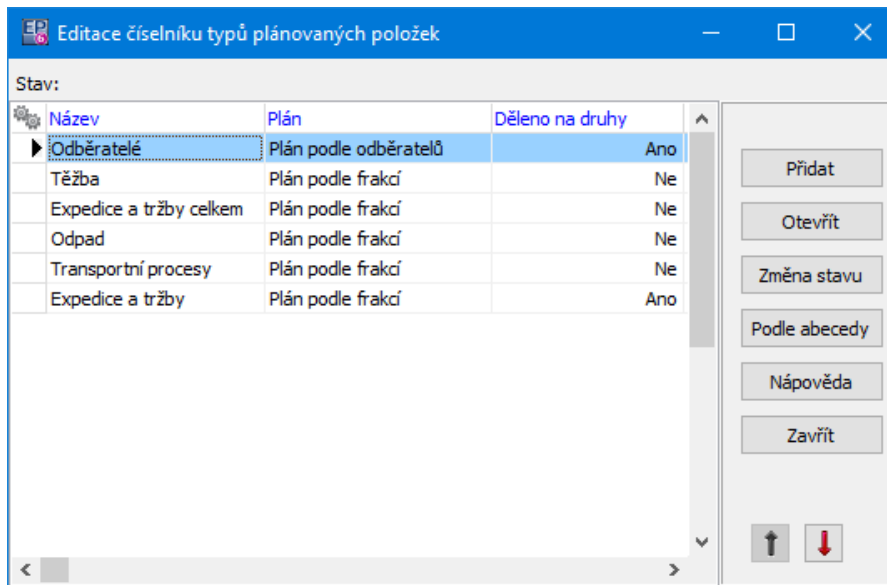 EP 6 Editace číselníku typů plánovaných položek
Stav:
Název Plán Děleno na druhy
Odběratelé Plán podle odběratelů Ano
Těžba Plán podle frakcí Ne
Expedice a tržby celkem Plán podle frakcí Ne
Odpad Plán podle frakcí Ne
Transportní procesy Plán podle frakcí Ne
Expedice a tržby Plán podle frakcí Ano
Přidat
Otevřít
Změna stavu
Podle abecedy
Nápověda
Zavřít